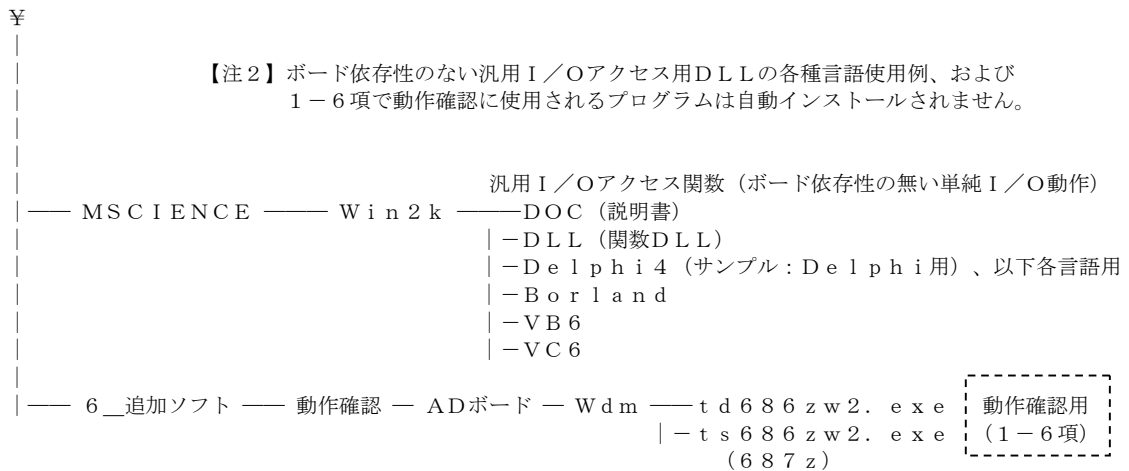 ¥
【注２】ボード依存性のない汎用Ｉ／Ｏアクセス用ＤＬＬの各種言語使用例、および
１－６項で動作確認に使用されるプログラムは自動インストールされません。
汎用Ｉ／Ｏアクセス関数（ボード依存性の無い単純Ｉ／Ｏ動作）
｜―― ＭＳＣＩＥＮＣＥ ――― Ｗｉｎ２ｋ ―――ＤＯＣ（説明書）
｜－ＤＬＬ（関数ＤＬＬ）
｜－Ｄｅｌｐｈｉ４（サンプル：Ｄｅｌｐｈｉ用）、以下各言語用
｜－Ｂｏｒｌａｎｄ
｜－ＶＢ６
｜－ＶＣ６
｜―― ６＿追加ソフト ―― 動作確認 ― ＡＤボード ― Ｗｄｍ ――ｔｄ６８６ｚｗ２．ｅｘｅ 動作確認用
｜－ｔｓ６８６ｚｗ２．ｅｘｅ （１－６項）
（６８７ｚ）